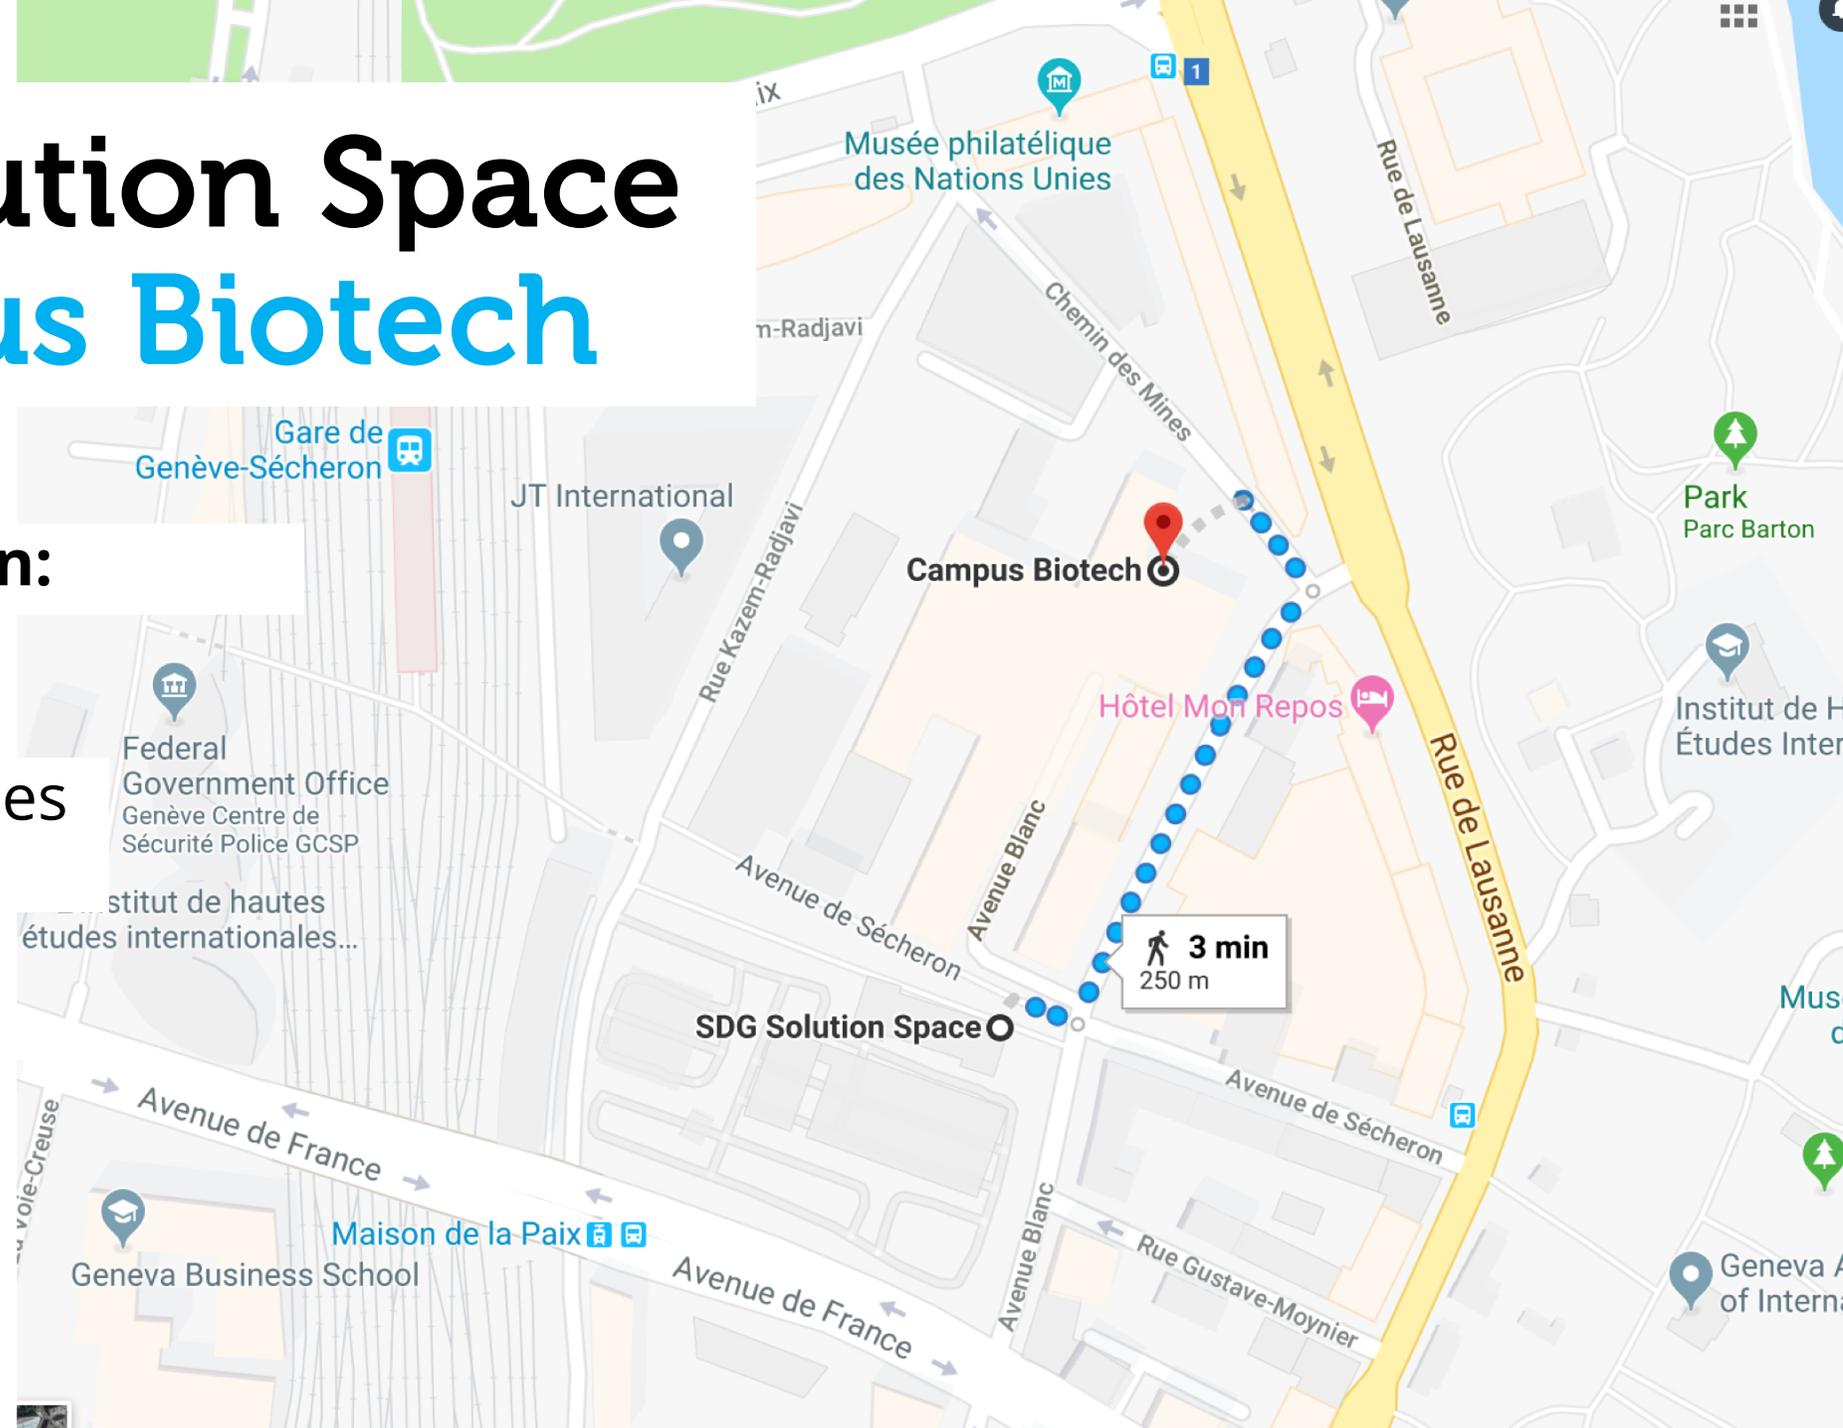 ution Space
us Biotech
n:
es
ix
1
Musée philatélique
des Nations Unies
Rue de Lausanne
m-Radjavi
Chemin des Mines
Gare de
Genève-Sécheron
JT International
Rue Kazem-Radjavi
Campus Biotech
Park
Parc Barton
Hôtel Mon Repos
Institut de H
Études Inter
Federal
Government Office
Genève Centre de
Sécurité Police GCSP
Rue de Lausanne
Avenue Blanc
Avenue de Sécheron
stitut de hautes
études internationales...
3 min
250 m
SDG Solution Space
Mus
d
Avenue de Sécheron
Avenue de France
Voie-Creuse
Maison de la Paix
Geneva Business School
Avenue de France
Avenue Blanc
Rue Gustave-Moynier
Geneva A
of Interna